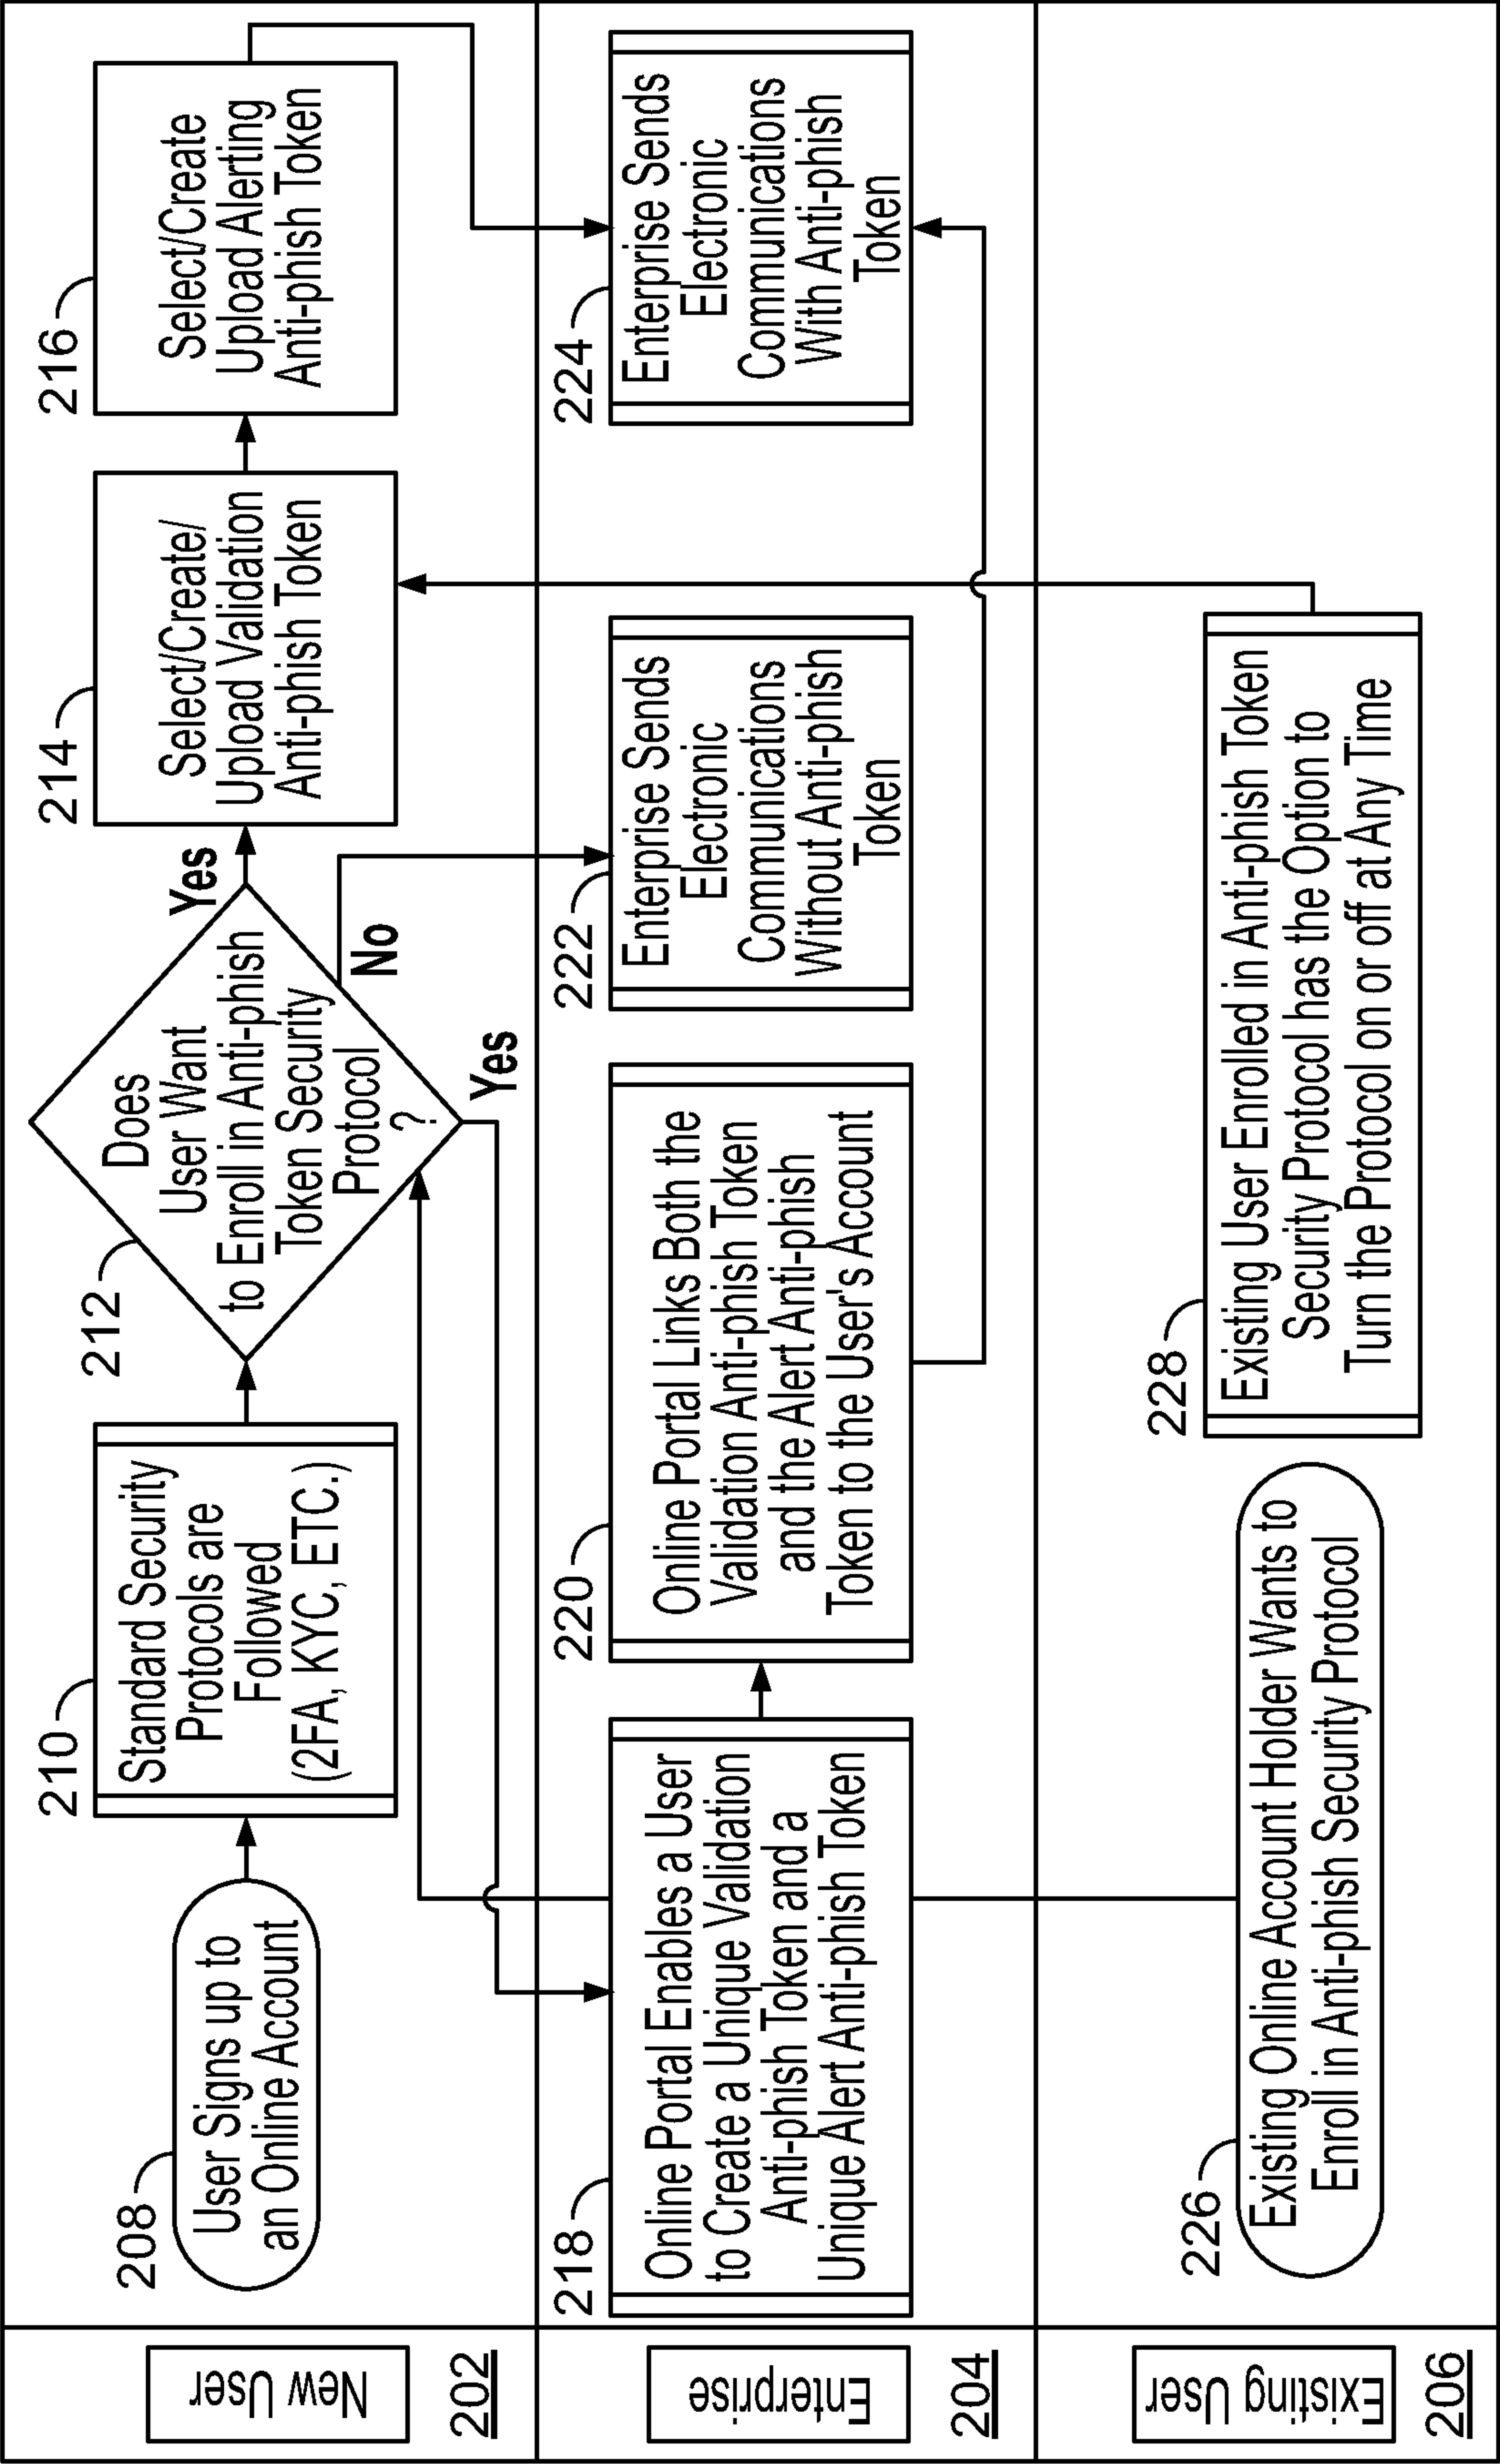 New User
202
208
User Signs up to
an Online Account
210
Standard Security
Protocols are
Followed
(2FA, KYC, ETC.)
212
Does
User Want
to Enroll in Anti-phish
Token Security
Protocol
?
Yes
No
Yes
214
Select/Create/
Upload Validation
Anti-phish Token
216
Select/Create
Upload Alerting
Anti-phish Token
Enterprise
204
218
Online Portal Enables a User
to Create a Unique Validation
Anti-phish Token and a
Unique Alert Anti-phish Token
220
Online Portal Links Both the
Validation Anti-phish Token
and the Alert Anti-phish
Token to the User's Account
222
Enterprise Sends
Electronic
Communications
Without Anti-phish
Token
224
Enterprise Sends
Electronic
Communications
With Anti-phish
Token
Existing
User
206
226
Existing Online Account Holder Wants to
Enroll in Anti-phish Security Protocol
228
Existing User Enrolled in Anti-phish Token
Security Protocol has the Option to
Turn the Protocol on or off at Any Time